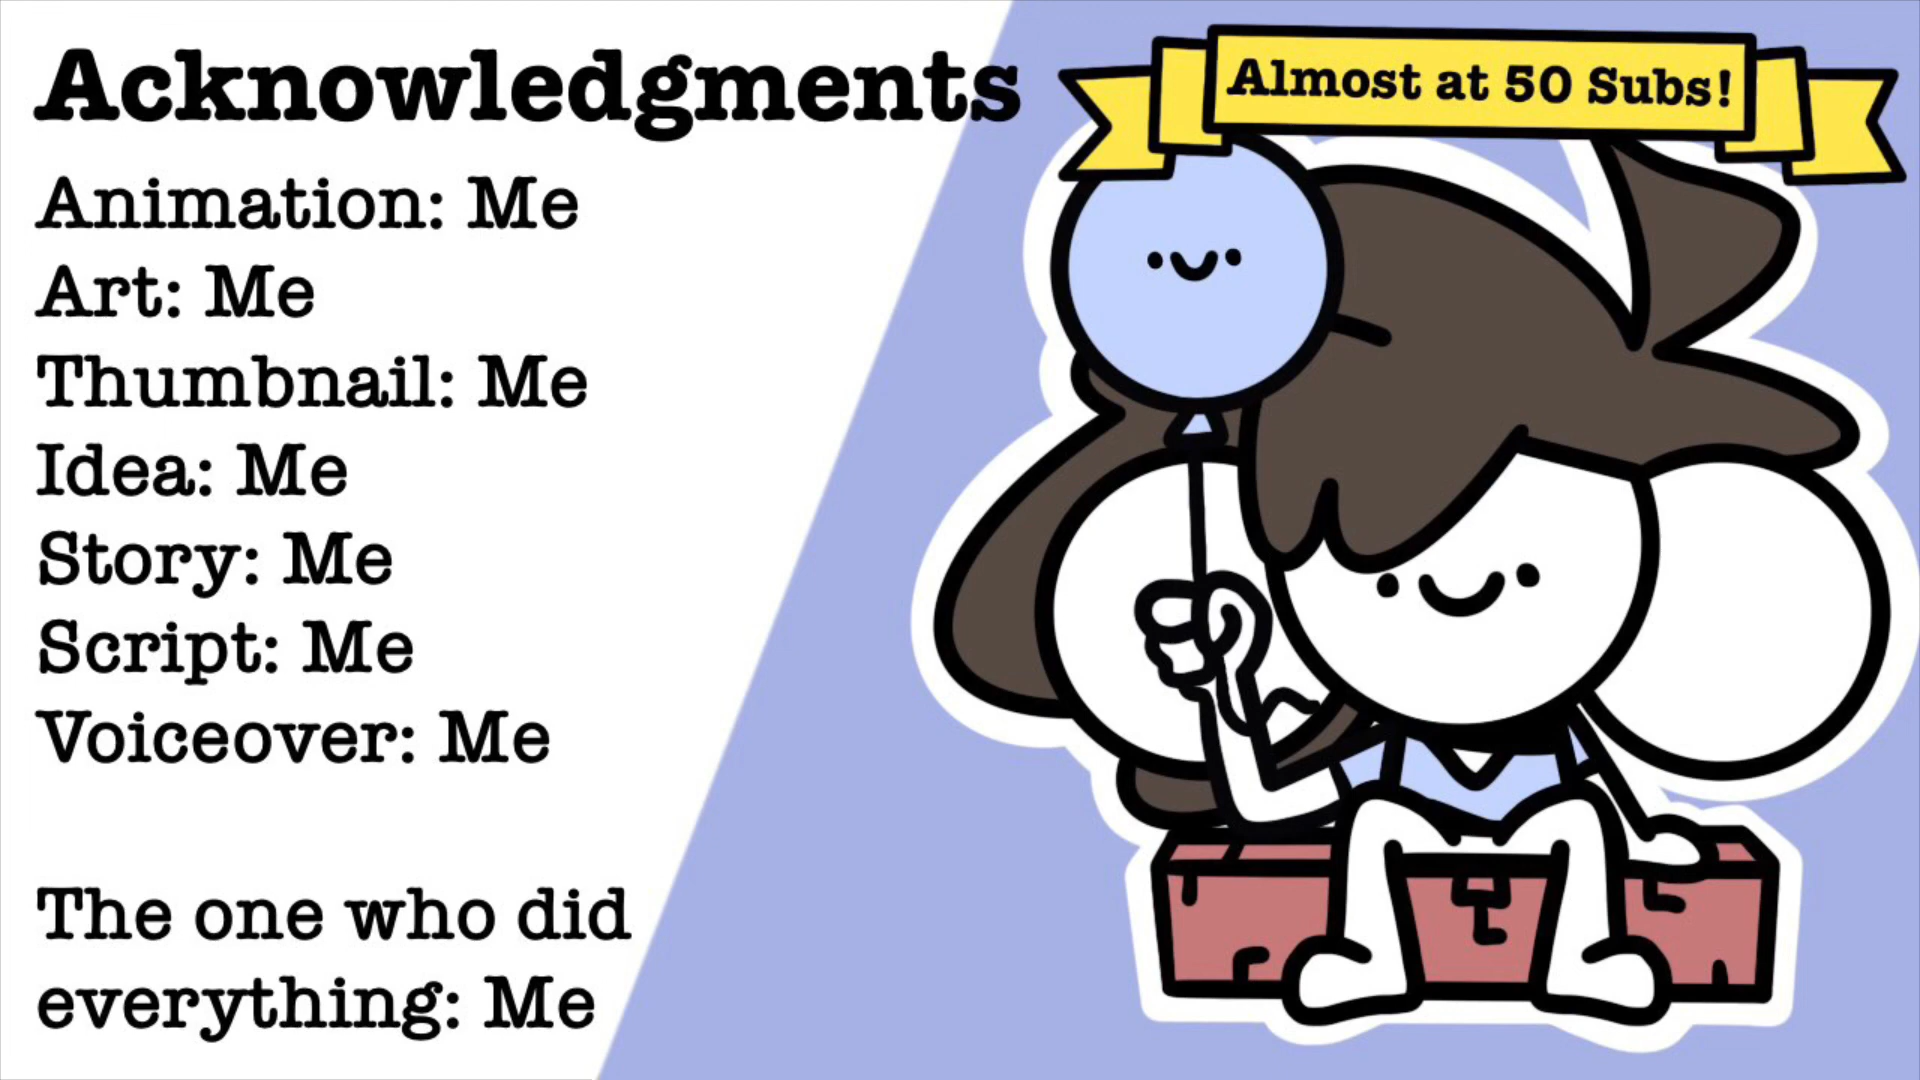 Acknowledgments
Almost at 50 Subs!
Animation: Me
Art: Me
Thumbnail: Me
Idea: Me
Story: Me
Script: Me
Voiceover: Me
The one who did
everything: Me